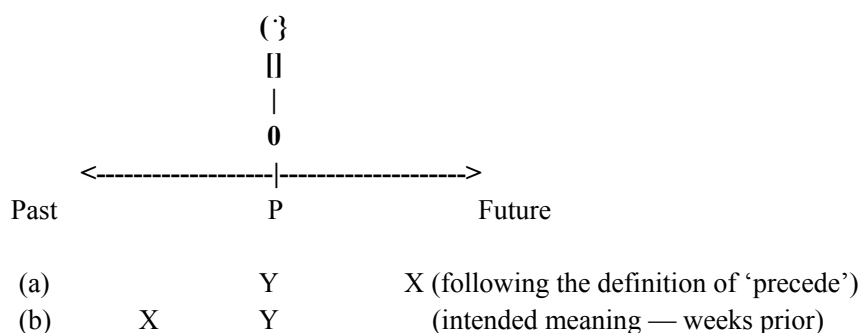 (˙}
[]
|
0
<--------------------|--------------------->
Past P Future
(a) Y X (following the definition of ‘precede’)
(b) X Y (intended meaning — weeks prior)